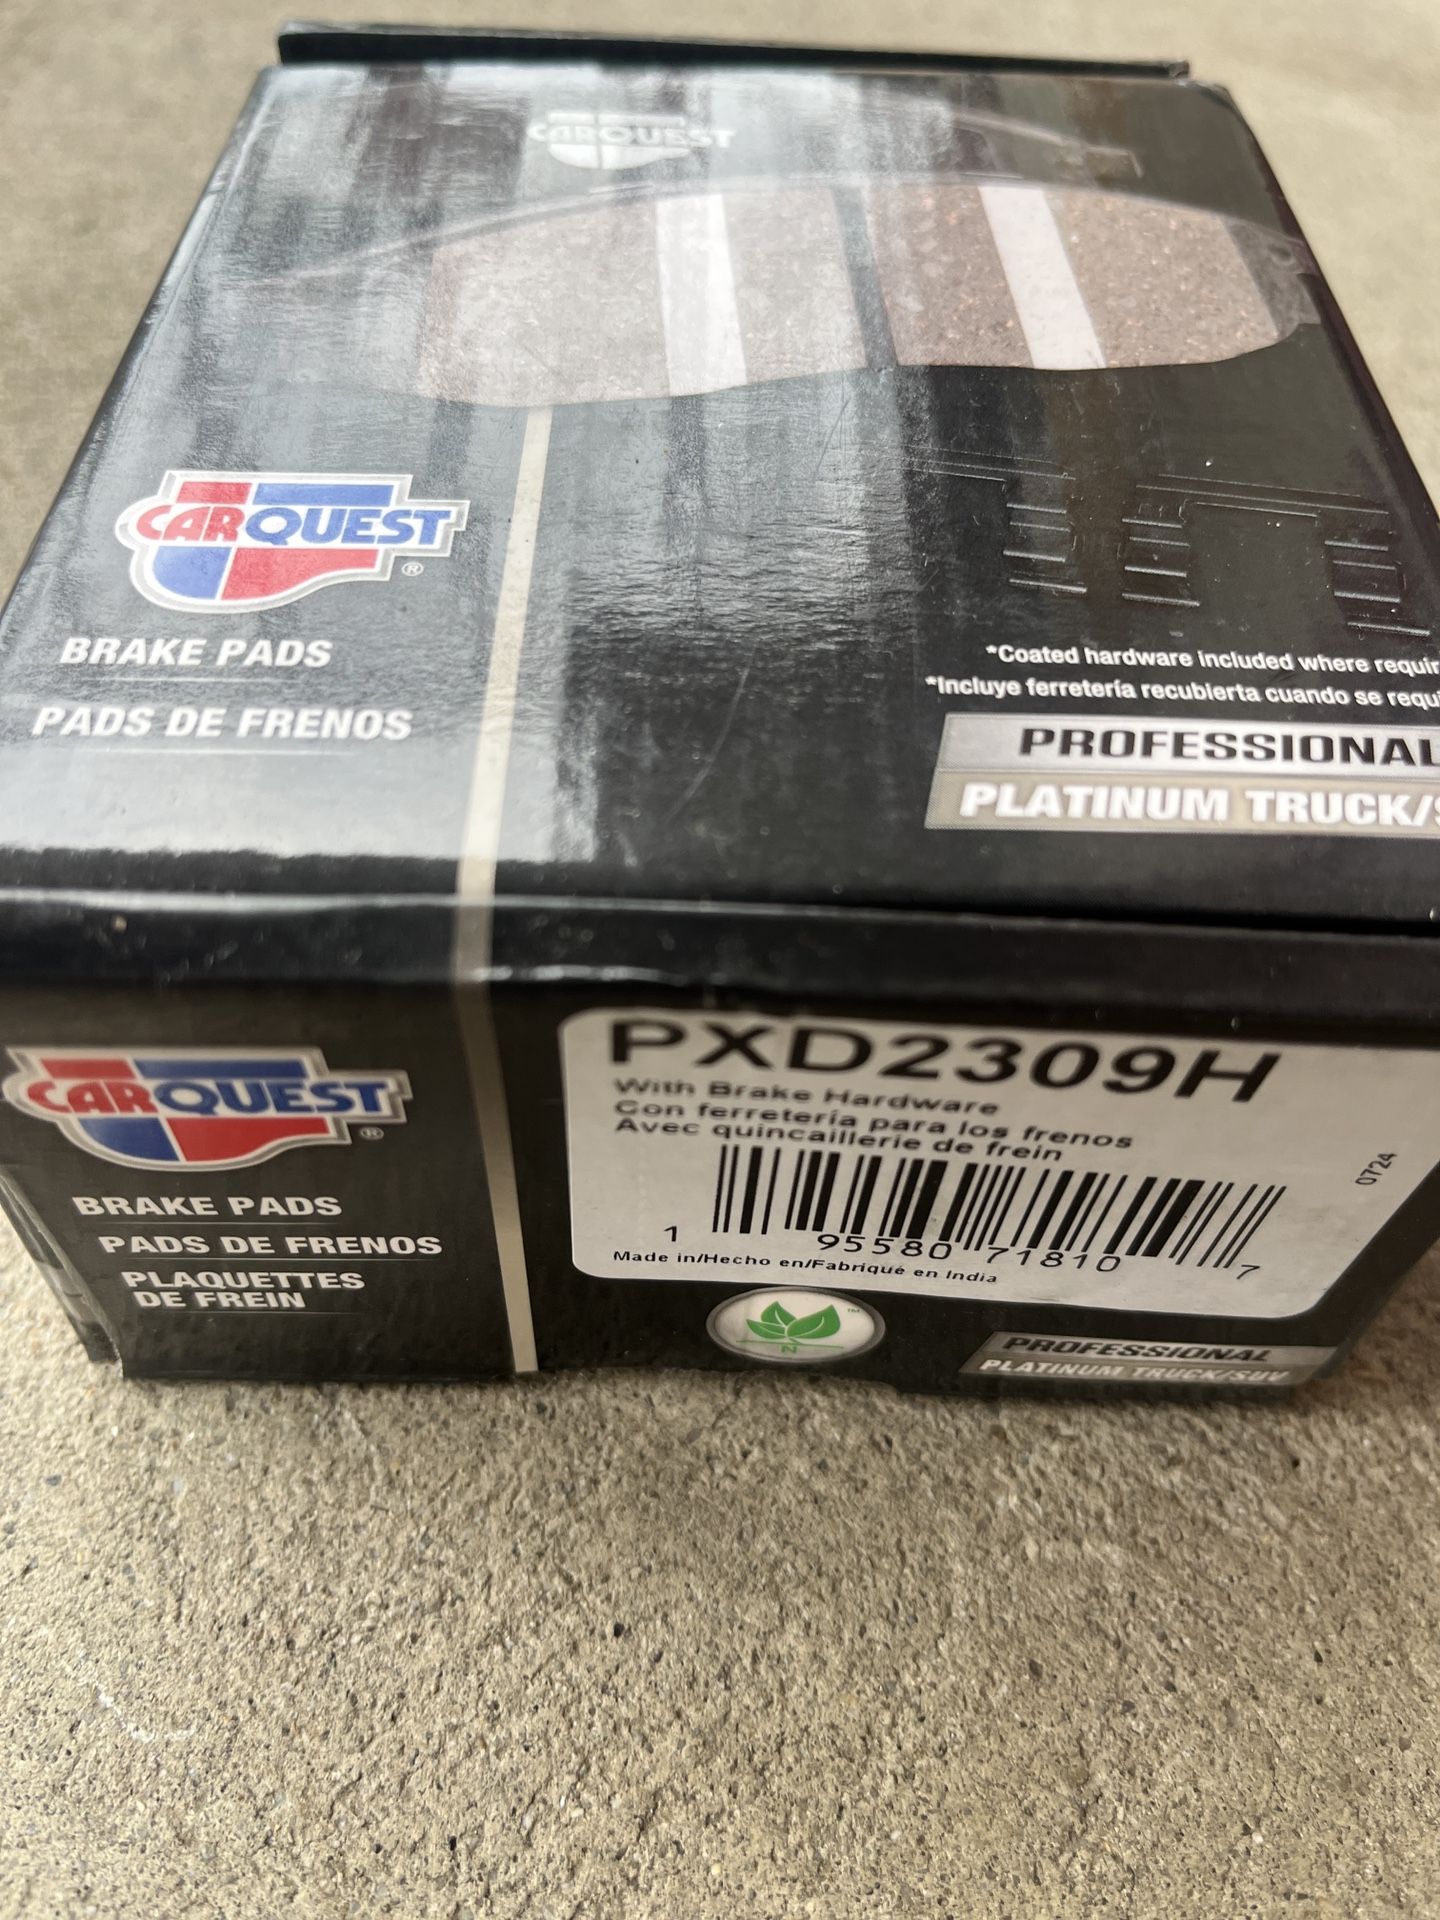 CARQUEST
CARQUEST®
BRAKE PADS
PADS DE FRENOS
*Coated hardware included where requir
*Incluye ferretería recubierta cuando se requi
PROFESSIONAL
PLATINUM TRUCK/S
CARQUEST®
BRAKE PADS
PADS DE FRENOS
PLAQUETTES
DE FREIN
PXD2309H
With Brake Hardware
Con ferretería para los frenos
Avec quincaillerie de frein
0724
1 95580 71810 7
Made in/Hecho en/Fabriqué en India
N
™
PROFESSIONAL
PLATINUM TRUCK/SUV